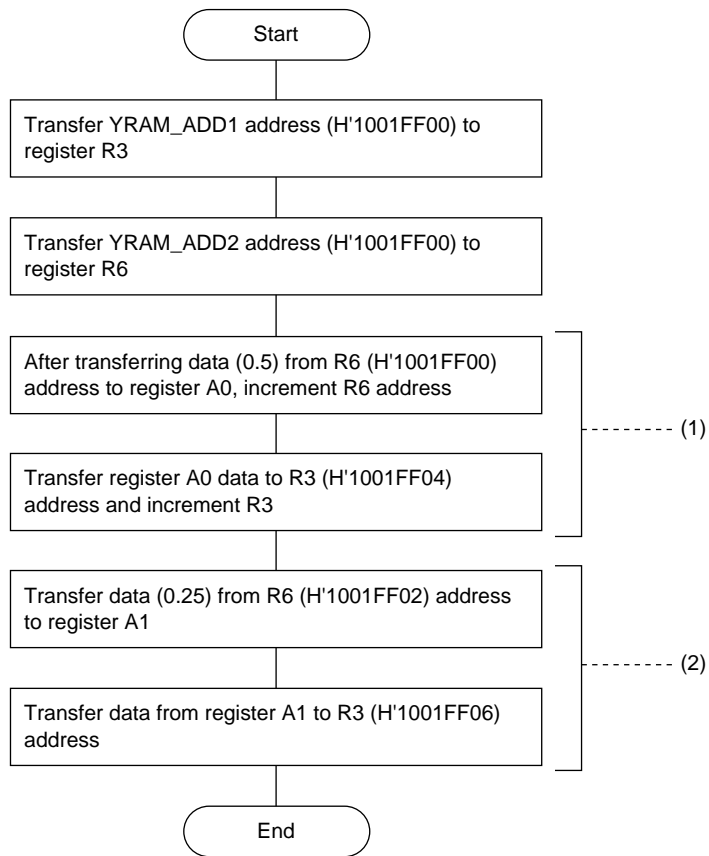 Start
Transfer YRAM_ADD1 address (H'1001FF00) to
register R3
Transfer YRAM_ADD2 address (H'1001FF00) to
register R6
After transferring data (0.5) from R6 (H'1001FF00)
address to register A0, increment R6 address
(1)
Transfer register A0 data to R3 (H'1001FF04)
address and increment R3
Transfer data (0.25) from R6 (H'1001FF02) address
to register A1
(2)
Transfer data from register A1 to R3 (H'1001FF06)
address
End